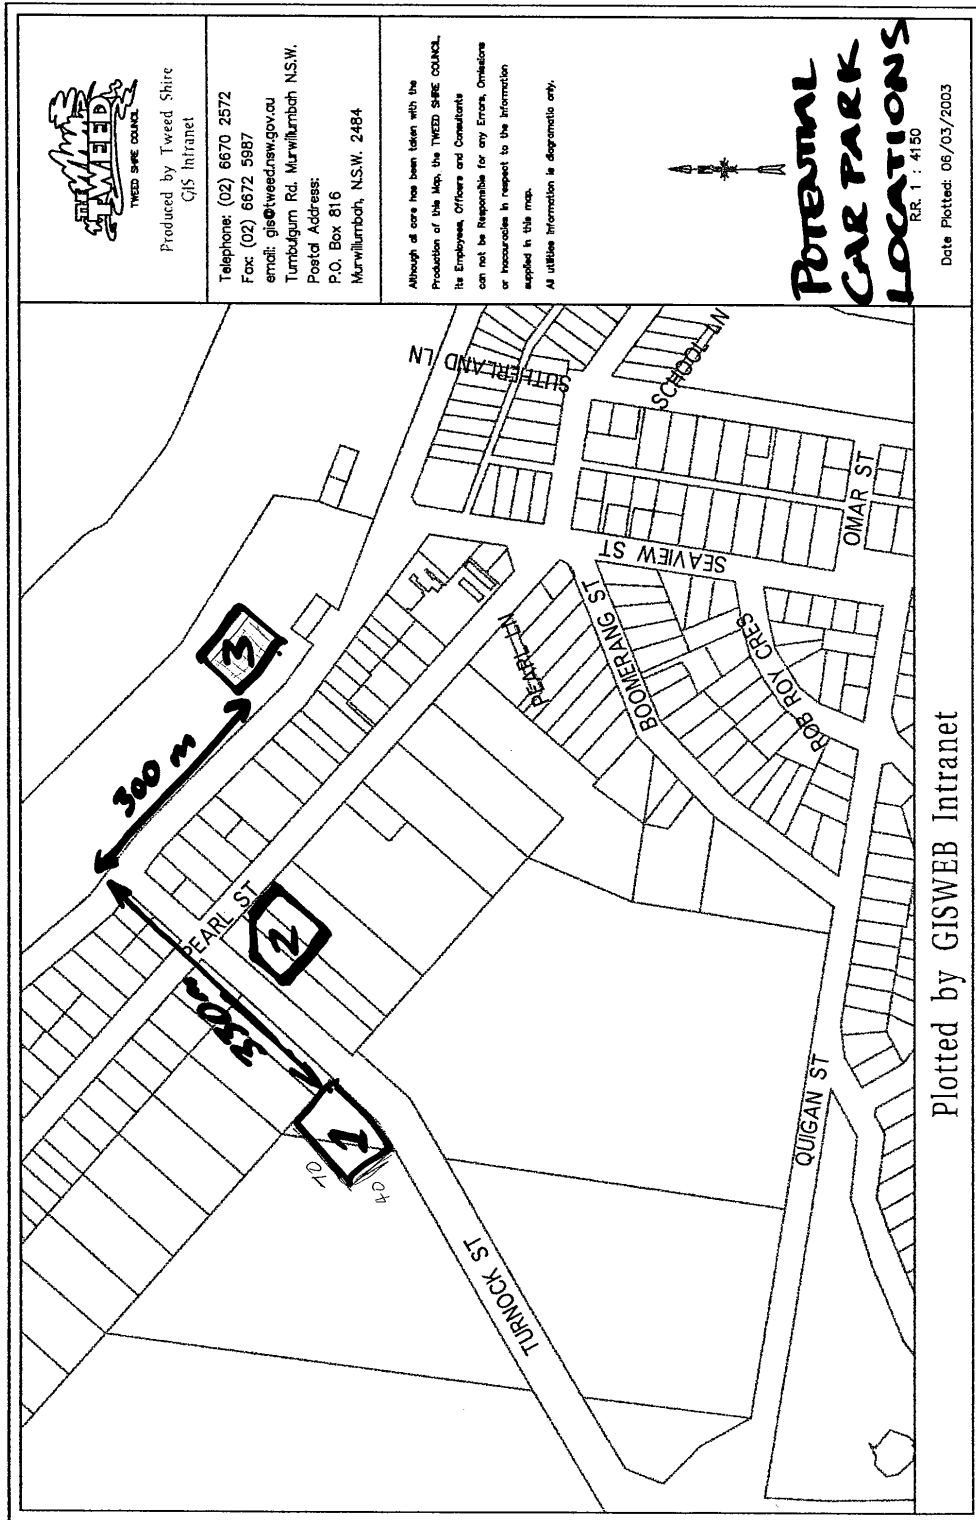 TWEED
TWEED SHIRE COUNCIL
Produced by Tweed Shire
GIS Intranet
Telephone: (02) 6670 2572
Fax: (02) 6672 5987
email: gis@tweed.nsw.gov.au
Tumbulgum Rd. Murwillumbah N.S.W.
Postal Address:
P.O. Box 816
Murwillumbah, N.S.W. 2484
Although all care has been taken with the
Production of this Map, the TWEED SHIRE COUNCIL,
its Employees, Officers and Consultants
can not be Responsible for any Errors, Omissions
or inaccuracies in respect to the information
supplied in this map.
All utilities information is diagramatic only.
POTENTIAL
CAR PARK
LOCATIONS
R.R. 1 : 4150
Date Plotted: 06/03/2003
SUTHERLAND LN
SCHOOL LN
OMAR ST
SEAVIEW ST
BOOMERANG ST
PEARL LN
ROB ROY CRES
3
300 m
PEARL ST
2
330m
1
70
40
QUIGAN ST
TURNOCK ST
Plotted by GISWEB Intranet